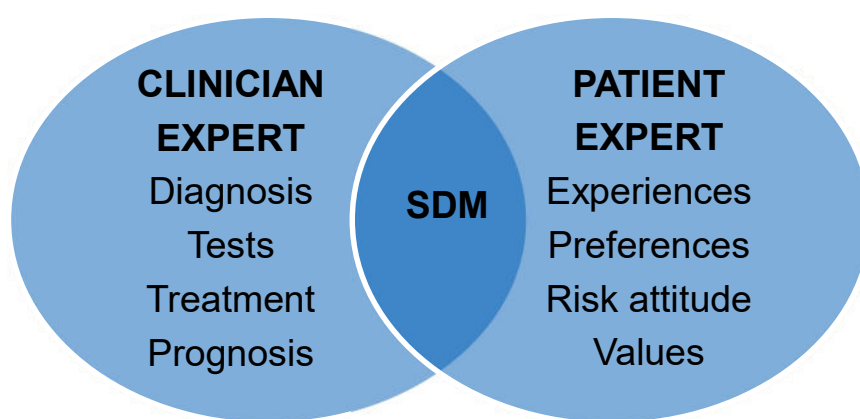 CLINICIAN
EXPERT
Diagnosis
Tests
Treatment
Prognosis
SDM
PATIENT
EXPERT
Experiences
Preferences
Risk attitude
Values